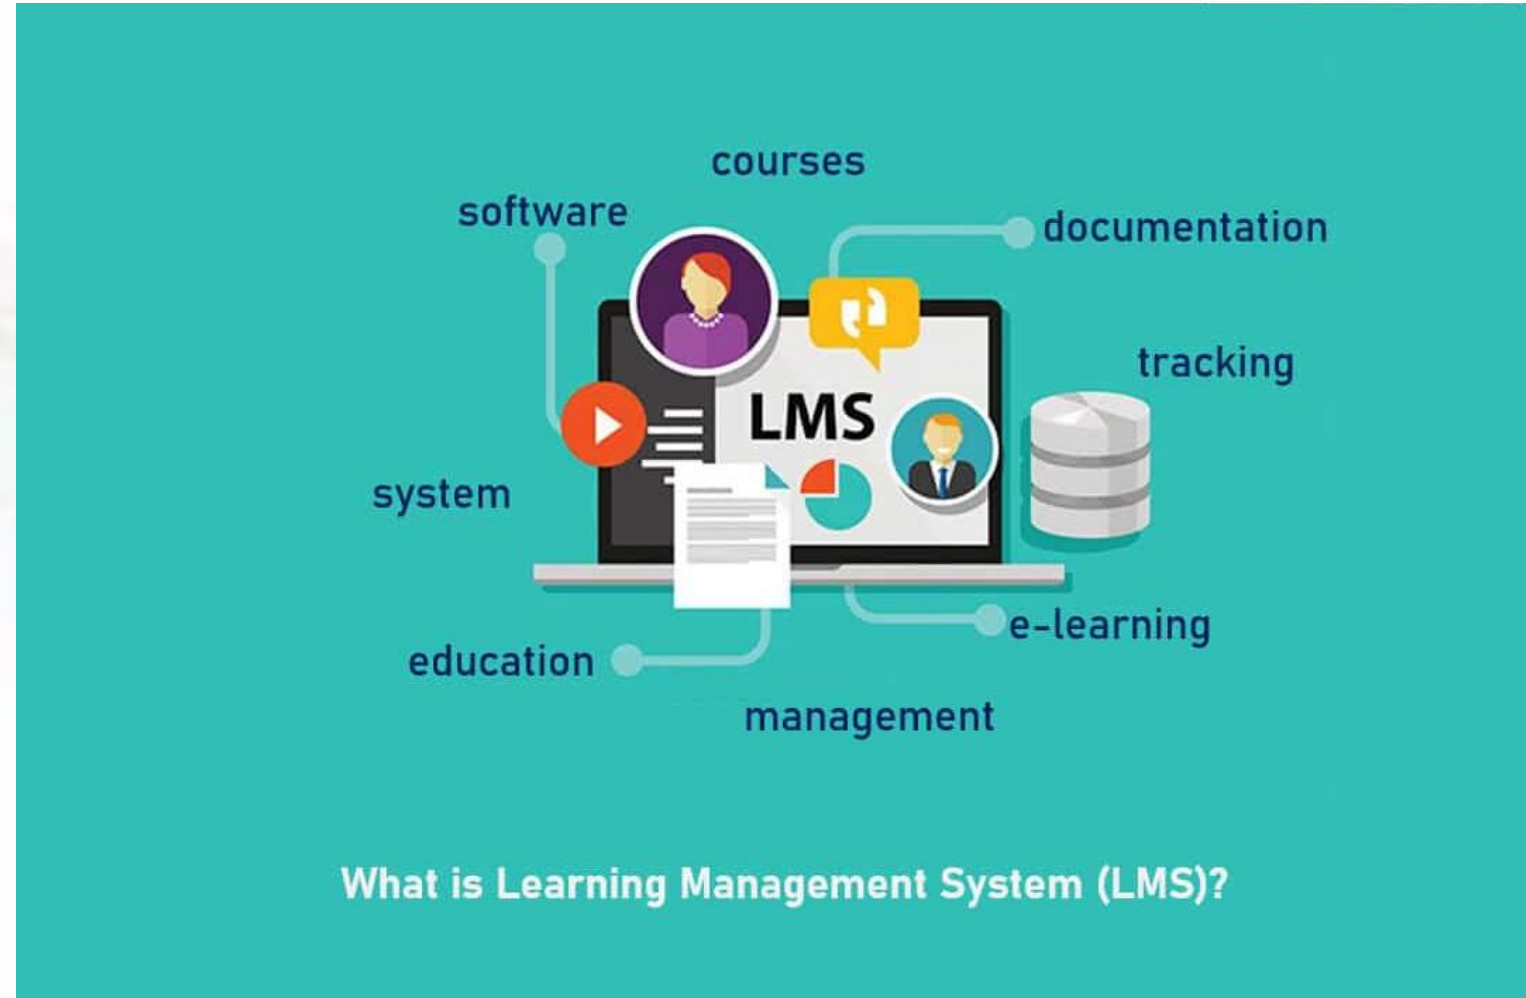 courses
software
documentation
tracking
LMS
system
e-learning
education
management
What is Learning Management System (LMS)?